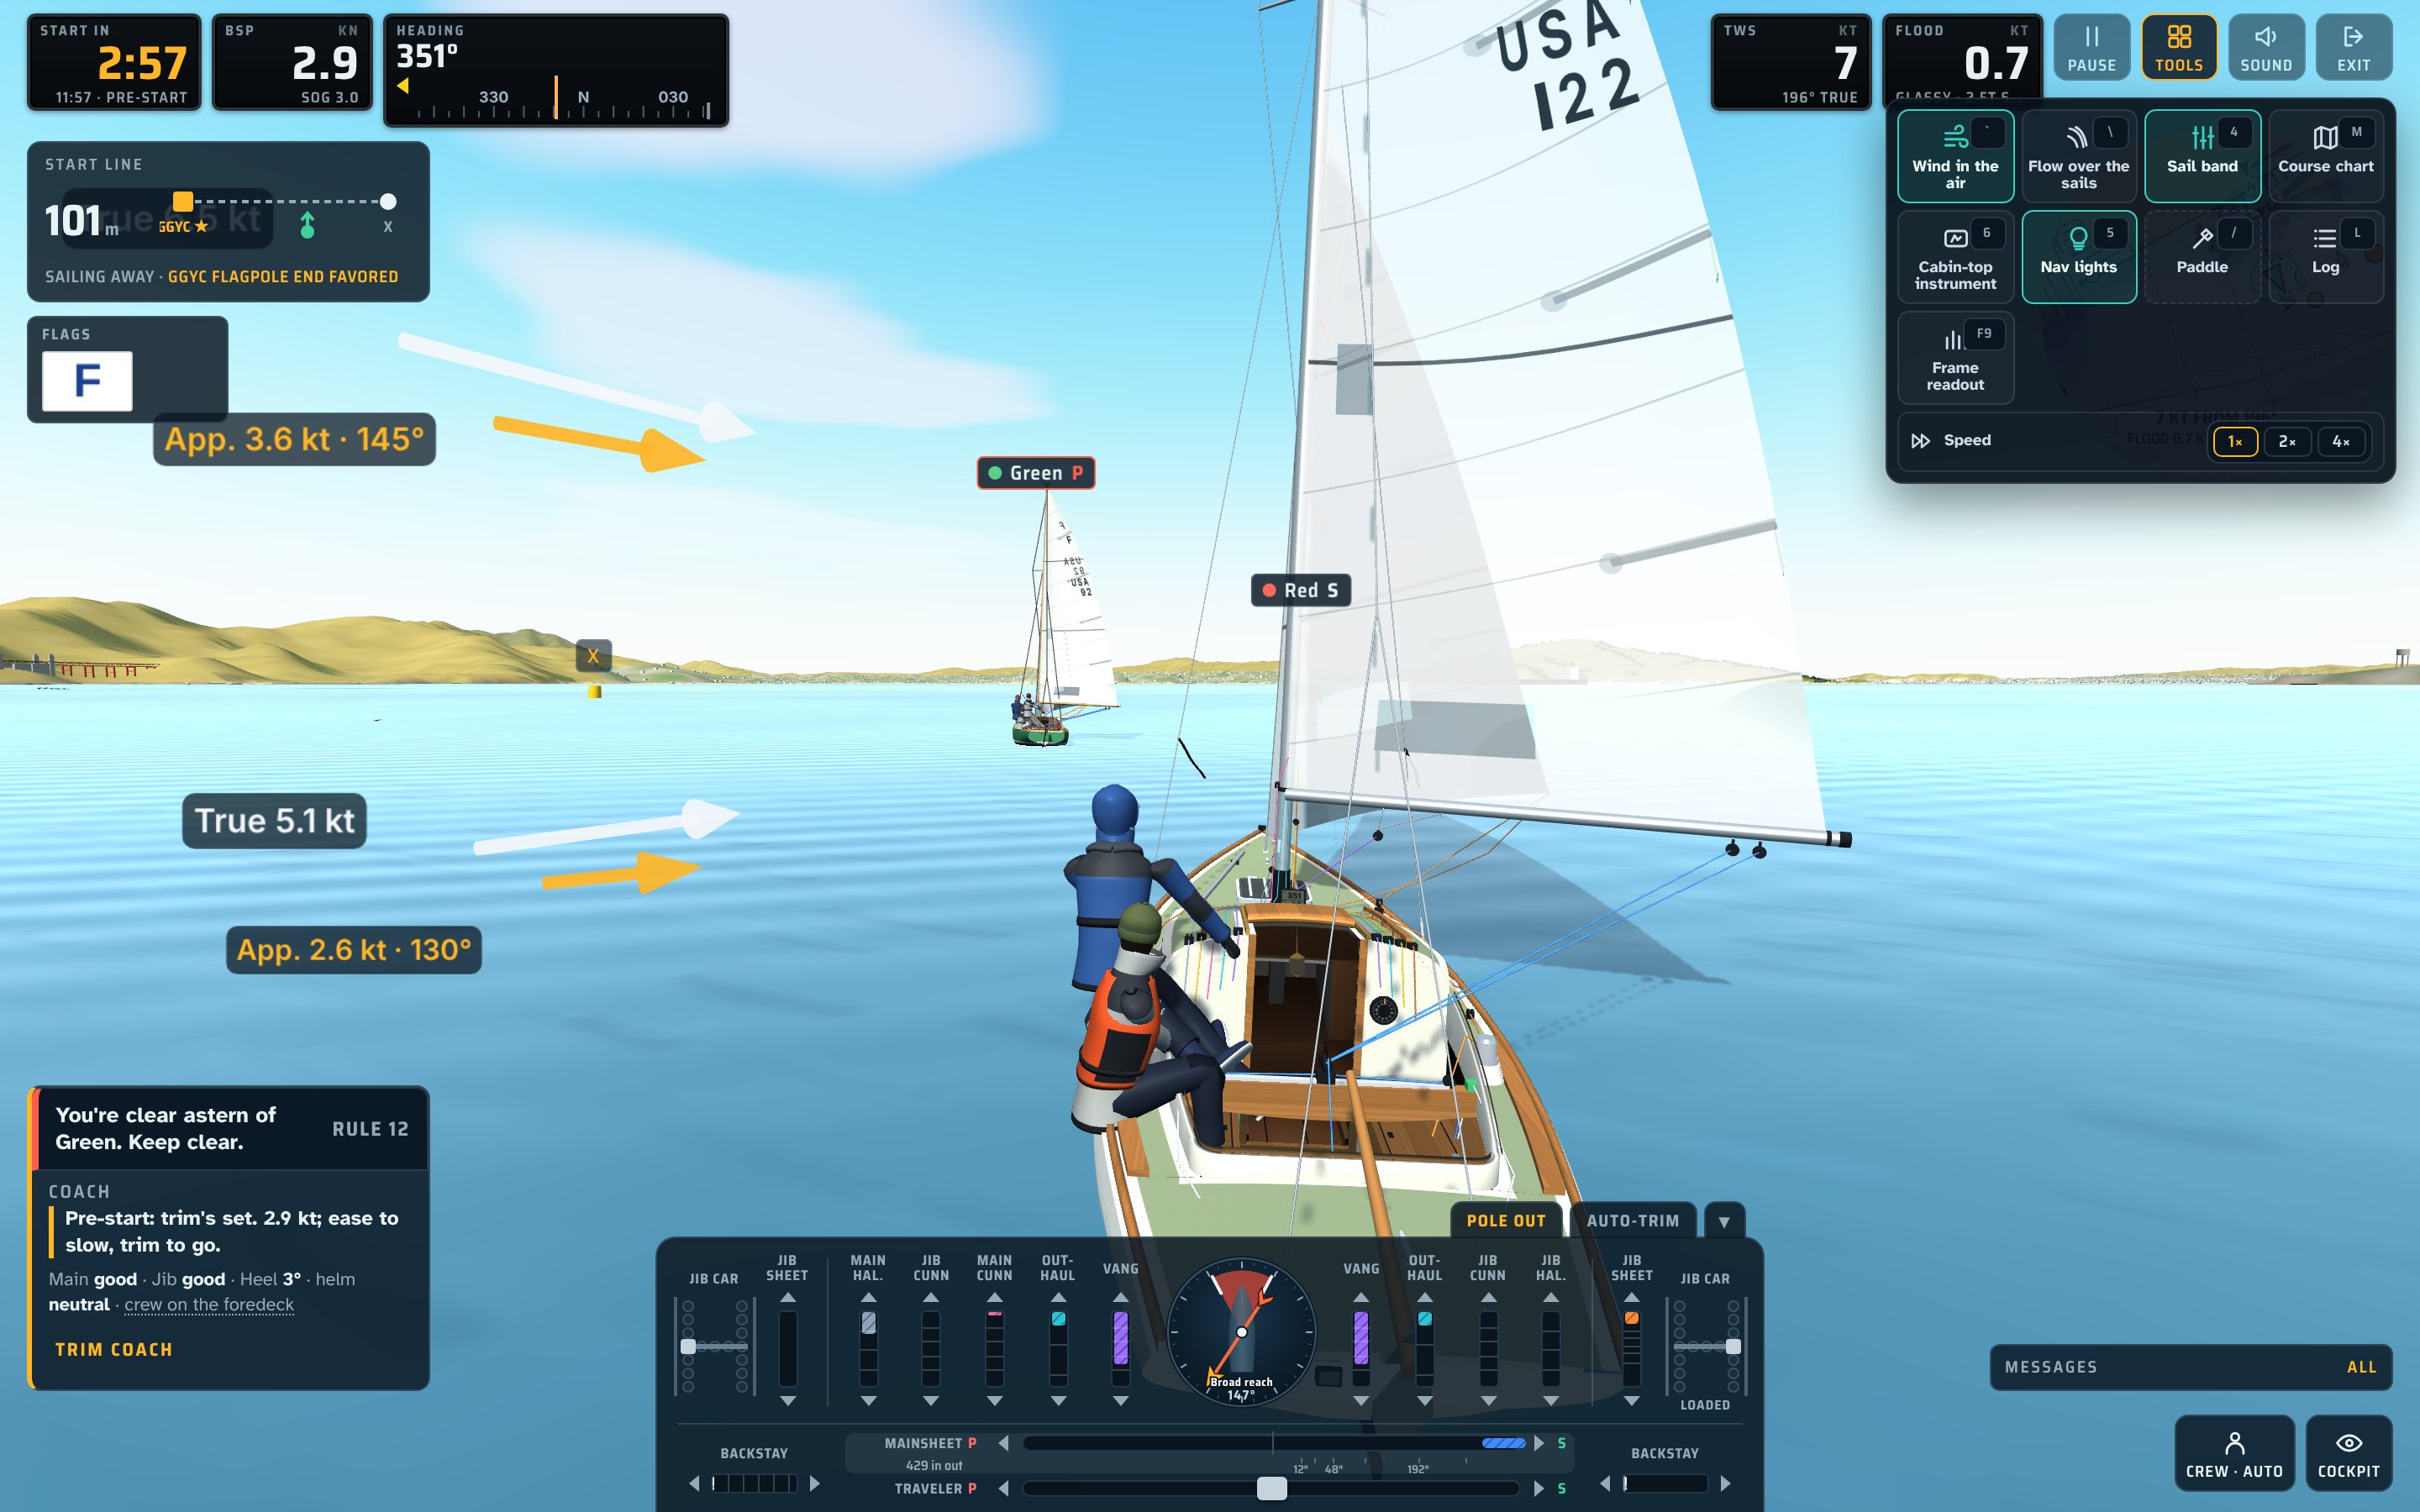 START IN
2:57
11:57 · PRE-START
BSP KN
2.9
SOG 3.0
HEADING
351°
330 N 030
TWS KT
7
196° TRUE
FLOOD KT
0.7
PAUSE
TOOLS
SOUND
EXIT
START LINE
101 m
GGYC ★
X
SAILING AWAY · GGYC FLAGPOLE END FAVORED
FLAGS
F
App. 3.6 kt · 145°
True 5.1 kt
App. 2.6 kt · 130°
X
Green P
Red S
USA
122
USA
92
351
Wind in the air `
Flow over the sails \
Sail band 4
Course chart M
Cabin-top instrument 6
Nav lights 5
Paddle /
Log L
Frame readout F9
Speed
1× 2× 4×
You're clear astern of
Green. Keep clear.
RULE 12
COACH
Pre-start: trim's set. 2.9 kt; ease to
slow, trim to go.
Main good · Jib good · Heel 3° · helm
neutral · crew on the foredeck
TRIM COACH
POLE OUT
AUTO-TRIM
▼
JIB CAR
JIB SHEET
MAIN HAL.
JIB CUNN
MAIN CUNN
OUT-HAUL
VANG
Broad reach
147°
VANG
OUT-HAUL
JIB CUNN
JIB HAL.
JIB SHEET
JIB CAR
LOADED
BACKSTAY
MAINSHEET P
S
429 in out
12" 48" 192"
TRAVELER P
S
BACKSTAY
MESSAGES
ALL
CREW · AUTO
COCKPIT